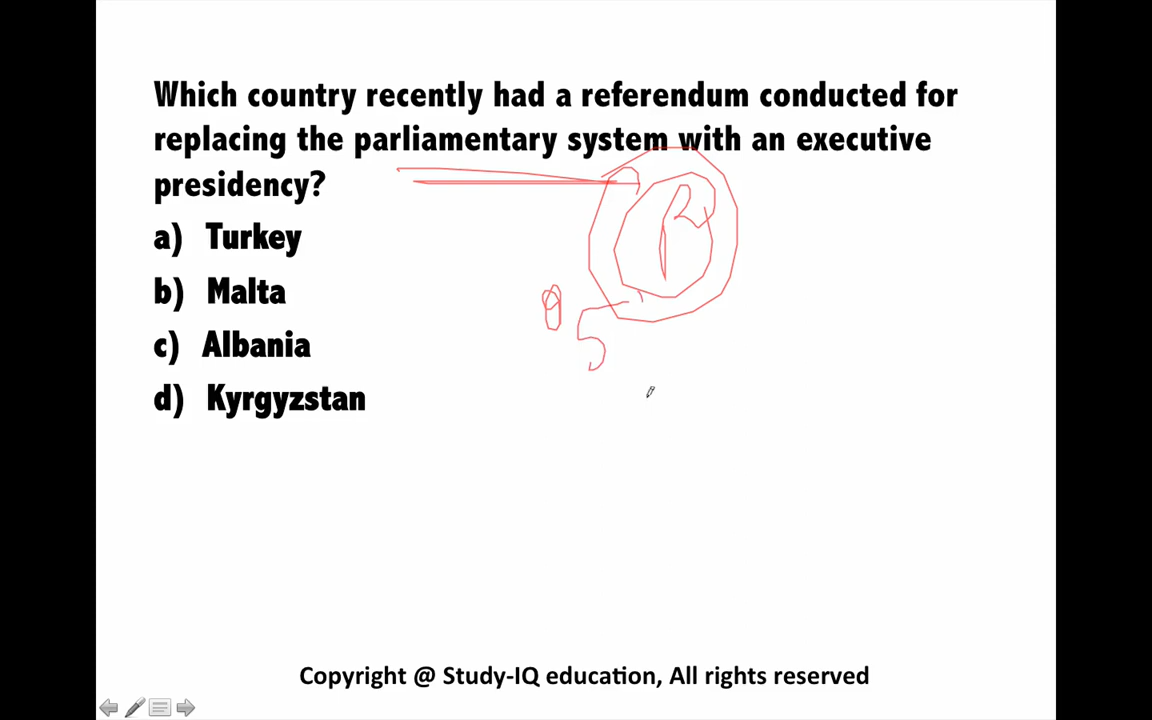 Which country recently had a referendum conducted for
replacing the parliamentary system with an executive
presidency?
a) Turkey
b) Malta
c) Albania
d) Kyrgyzstan
P
Copyright @ Study-IQ education, All rights reserved